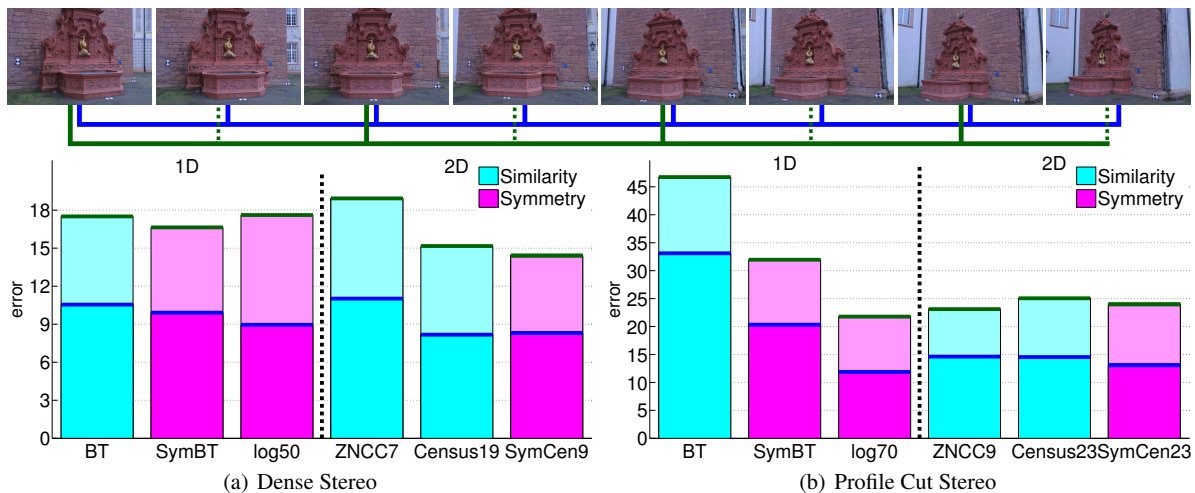 1D
2D
Similarity
Symmetry
error
18
15
12
9
6
3
0
BT SymBT log50 ZNCC7 Census19 SymCen9
(a) Dense Stereo
1D
2D
Similarity
Symmetry
error
45
40
35
30
25
20
15
10
5
0
BT SymBT log70 ZNCC9 Census23 SymCen23
(b) Profile Cut Stereo